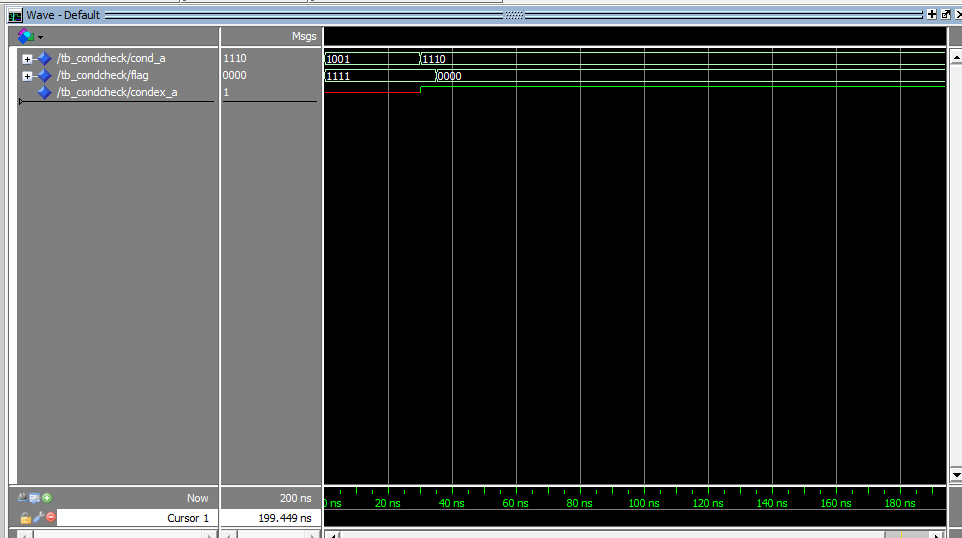 Wave - Default
Msgs
/tb_condcheck/cond_a 1110 1001 1110
/tb_condcheck/flag 0000 1111 0000
/tb_condcheck/condex_a 1
Now 200 ns 0 ns 20 ns 40 ns 60 ns 80 ns 100 ns 120 ns 140 ns 160 ns 180 ns
Cursor 1 199.449 ns